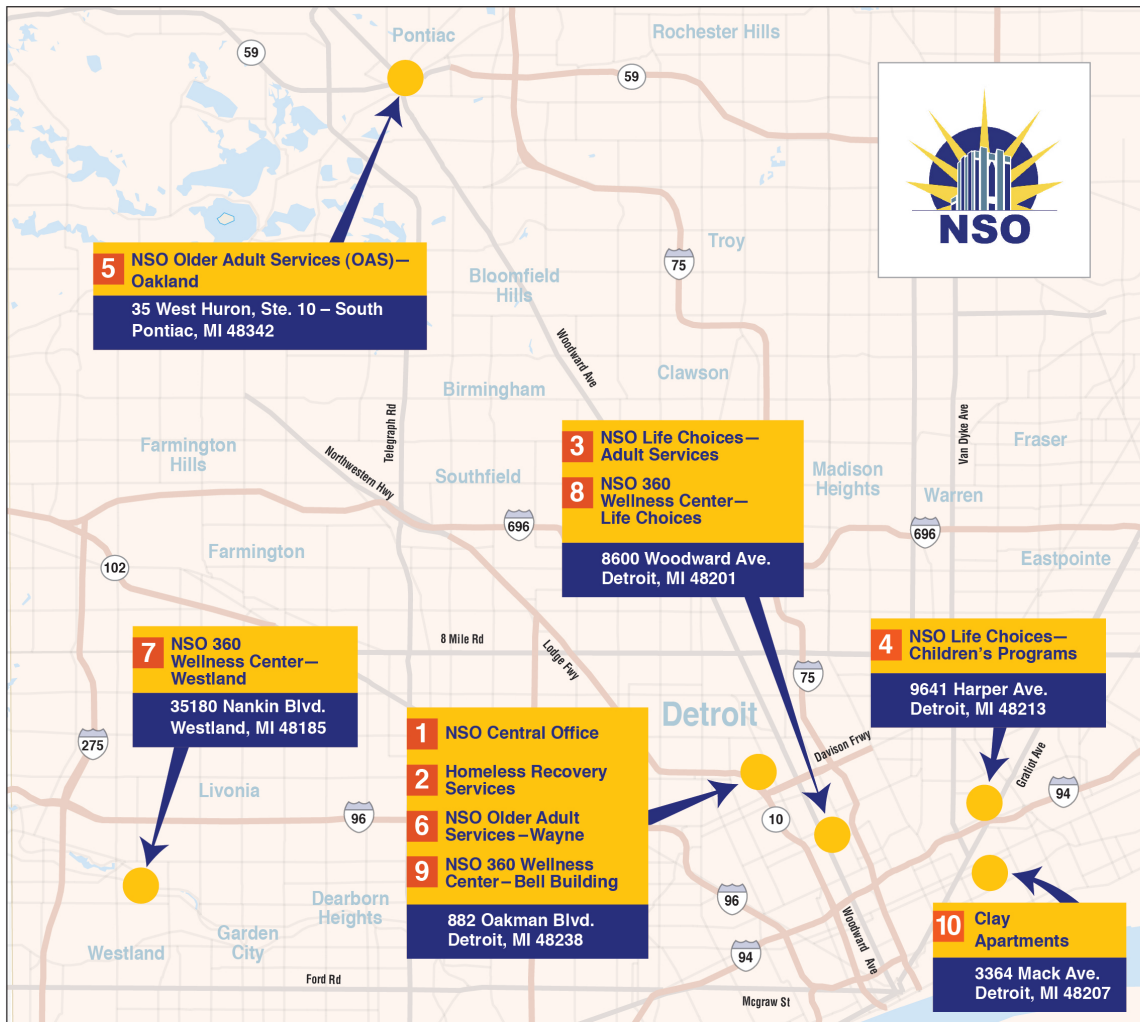 Pontiac
Rochester Hills
59
59
NSO
Troy
75
5
NSO Older Adult Services (OAS)—
Oakland
35 West Huron, Ste. 10 – South
Pontiac, MI 48342
Bloomfield
Hills
Woodward Ave
Clawson
Birmingham
Telegraph Rd
Van Dyke Ave
Farmington
Hills
Northwestern Hwy
Southfield
3
NSO Life Choices—
Adult Services
8
NSO 360
Wellness Center—
Life Choices
8600 Woodward Ave.
Detroit, MI 48201
Madison
Heights
Fraser
Warren
696
696
Eastpointe
Farmington
102
8 Mile Rd
Lodge Fwy
7
NSO 360
Wellness Center—
Westland
35180 Nankin Blvd.
Westland, MI 48185
4
NSO Life Choices—
Children's Programs
9641 Harper Ave.
Detroit, MI 48213
75
Detroit
Davison Frwy
Gratiot Ave
94
275
Livonia
96
1
NSO Central Office
2
Homeless Recovery
Services
6
NSO Older Adult
Services–Wayne
9
NSO 360 Wellness
Center–Bell Building
882 Oakman Blvd.
Detroit, MI 48238
10
96
94
Woodward Ave
Dearborn
Heights
Garden
City
Westland
Ford Rd
Mcgraw St
10
Clay
Apartments
3364 Mack Ave.
Detroit, MI 48207